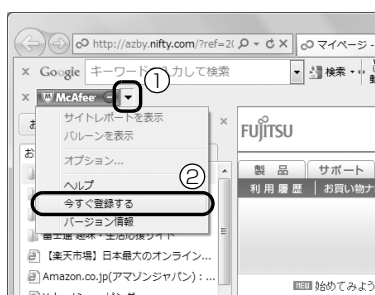 http://azby.nifty.com/?ref=2(
マイページ -
× Google キーワードを入力して検索 検索
①
× McAfee
サイトレポートを表示
バルーンを表示
オプション...
②
ヘルプ
今すぐ登録する
バージョン情報
FUJITSU
製 品 サポート
利用履歴 お買い物ナ
富士通 趣味・生活応援サイト
【楽天市場】日本最大のオンライン...
Amazon.co.jp(アマゾンジャパン) : ...
始めてみよう